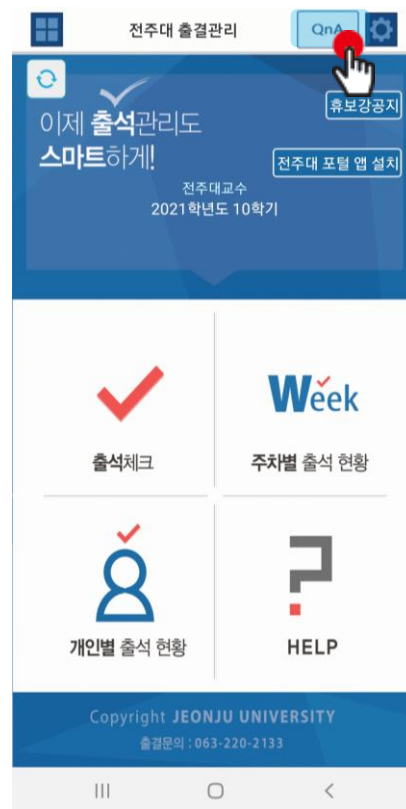 전주대 출결관리
QnA
휴보강공지
이제 출석관리도
스마트하게!
전주대 포털 앱 설치
전주대교수
2021학년도 10학기
출석체크
Week
주차별 출석 현황
개인별 출석 현황
HELP
Copyright JEONJU UNIVERSITY
출결문의 : 063-220-2133